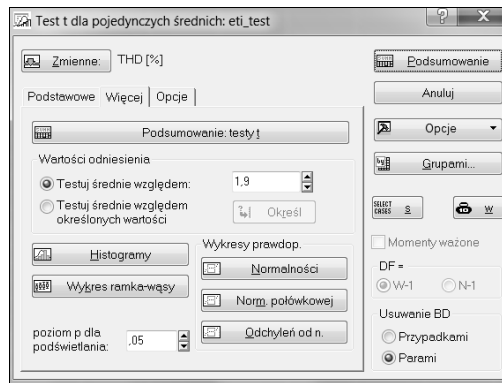 Test t dla pojedynczych średnich: eti_test
? X
Zmienne: THD [%]
Podstawowe Więcej Opcje
Podsumowanie: testy t
Wartości odniesienia
Testuj średnie względem: 1,9
Testuj średnie względem
określonych wartości
Określ
Histogramy
Wykres ramka-wąsy
poziom p dla
podświetlania: ,05
Wykresy prawdop.
Normalności
Norm. połówkowej
Odchyleń od n.
Podsumowanie
Anuluj
Opcje
Grupami...
SELECT
CASES S W
Momenty ważone
DF =
W-1 N-1
Usuwanie BD
Przypadkami
Parami